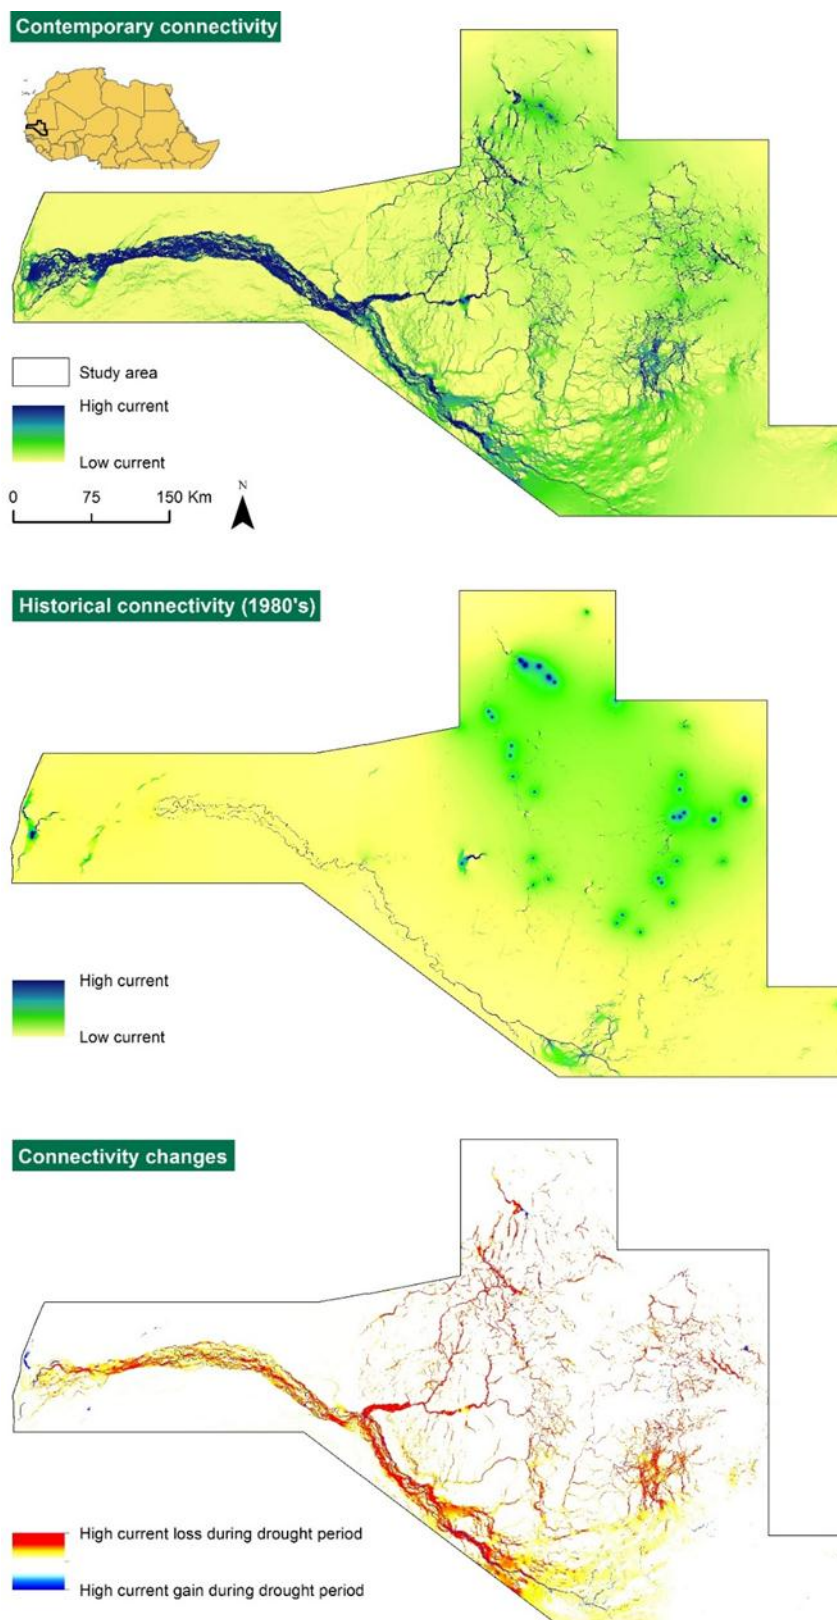 Contemporary connectivity
Study area
High current
Low current
0 75 150 Km
N
Historical connectivity (1980's)
High current
Low current
Connectivity changes
High current loss during drought period
High current gain during drought period